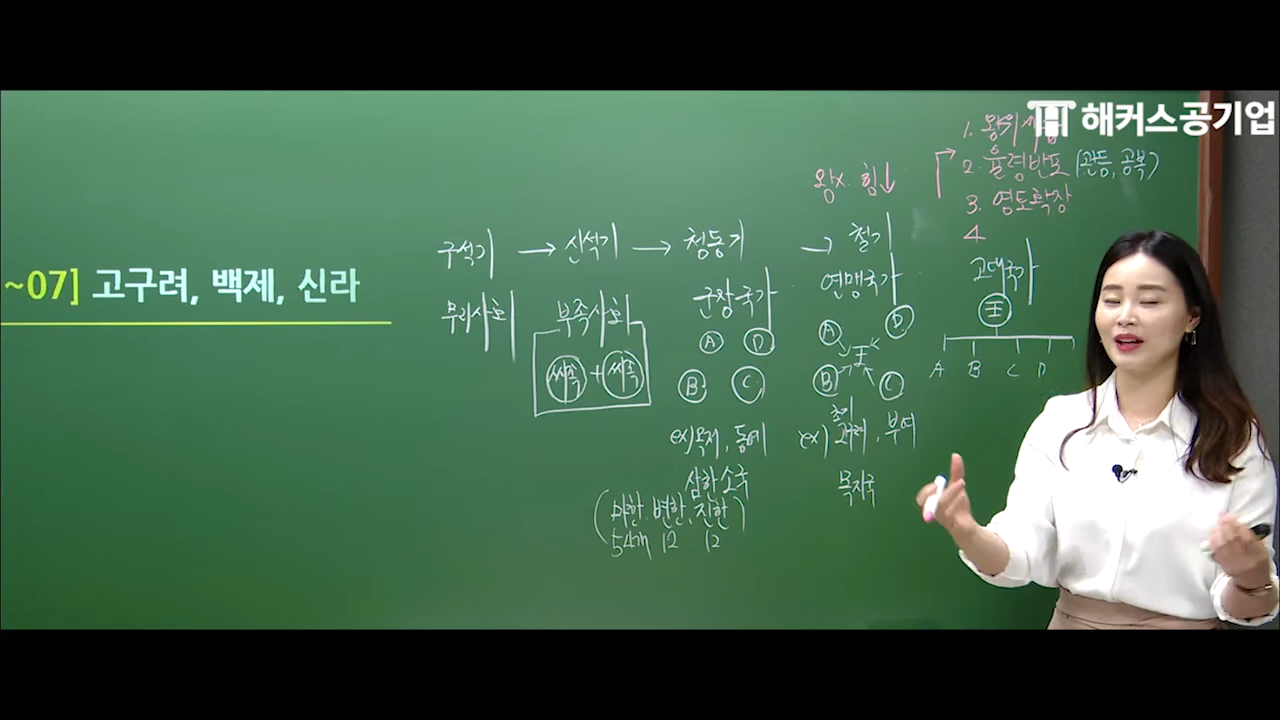 해커스공기업
~07] 고구려, 백제, 신라
1. 왕위세습
2. 율령반포 (관등, 공복)
3. 영토확장
4
왕X 힘↓
구석기 → 신석기 → 청동기 → 철기
무리사회 부족사회 군장국가 연맹국가 고대국가
씨족 + 씨족
A D
B C
A D
王
B C
王
A B C D
ex) 옥저, 동예
삼한 소국
(마한. 변한, 진한)
54개 12 12
초기
ex) 고구려, 부여
목지국